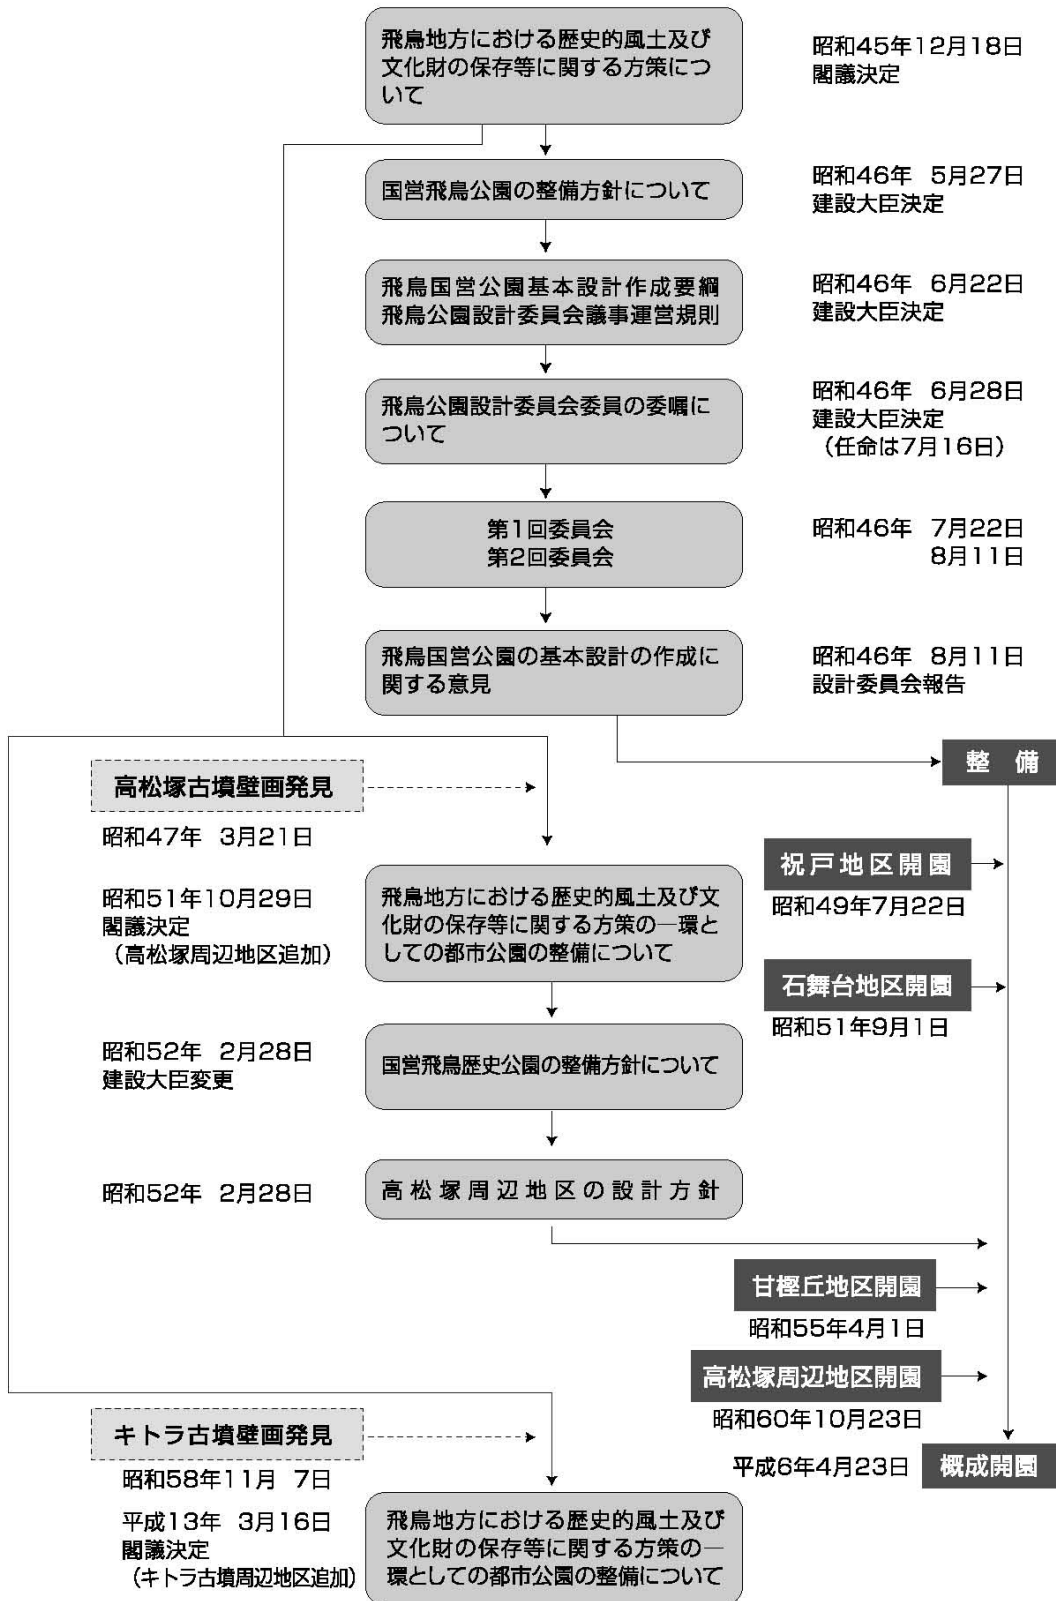 飛鳥地方における歴史的風土及び
文化財の保存等に関する方策につ
いて
昭和45年12月18日
閣議決定
国営飛鳥公園の整備方針について
昭和46年 5月27日
建設大臣決定
飛鳥国営公園基本設計作成要綱
飛鳥公園設計委員会議事運営規則
昭和46年 6月22日
建設大臣決定
飛鳥公園設計委員会委員の委嘱に
ついて
昭和46年 6月28日
建設大臣決定
（任命は7月16日）
第1回委員会
第2回委員会
昭和46年 7月22日
8月11日
飛鳥国営公園の基本設計の作成に
関する意見
昭和46年 8月11日
設計委員会報告
整 備
高松塚古墳壁画発見
昭和47年 3月21日
祝戸地区開園
昭和49年7月22日
昭和51年10月29日
閣議決定
（高松塚周辺地区追加）
飛鳥地方における歴史的風土及び文
化財の保存等に関する方策の一環と
しての都市公園の整備について
石舞台地区開園
昭和51年9月1日
昭和52年 2月28日
建設大臣変更
国営飛鳥歴史公園の整備方針について
昭和52年 2月28日
高松塚周辺地区の設計方針
甘樫丘地区開園
昭和55年4月1日
高松塚周辺地区開園
昭和60年10月23日
平成6年4月23日
概成開園
キトラ古墳壁画発見
昭和58年11月 7日
平成13年 3月16日
閣議決定
（キトラ古墳周辺地区追加）
飛鳥地方における歴史的風土及び
文化財の保存等に関する方策の一
環としての都市公園の整備について